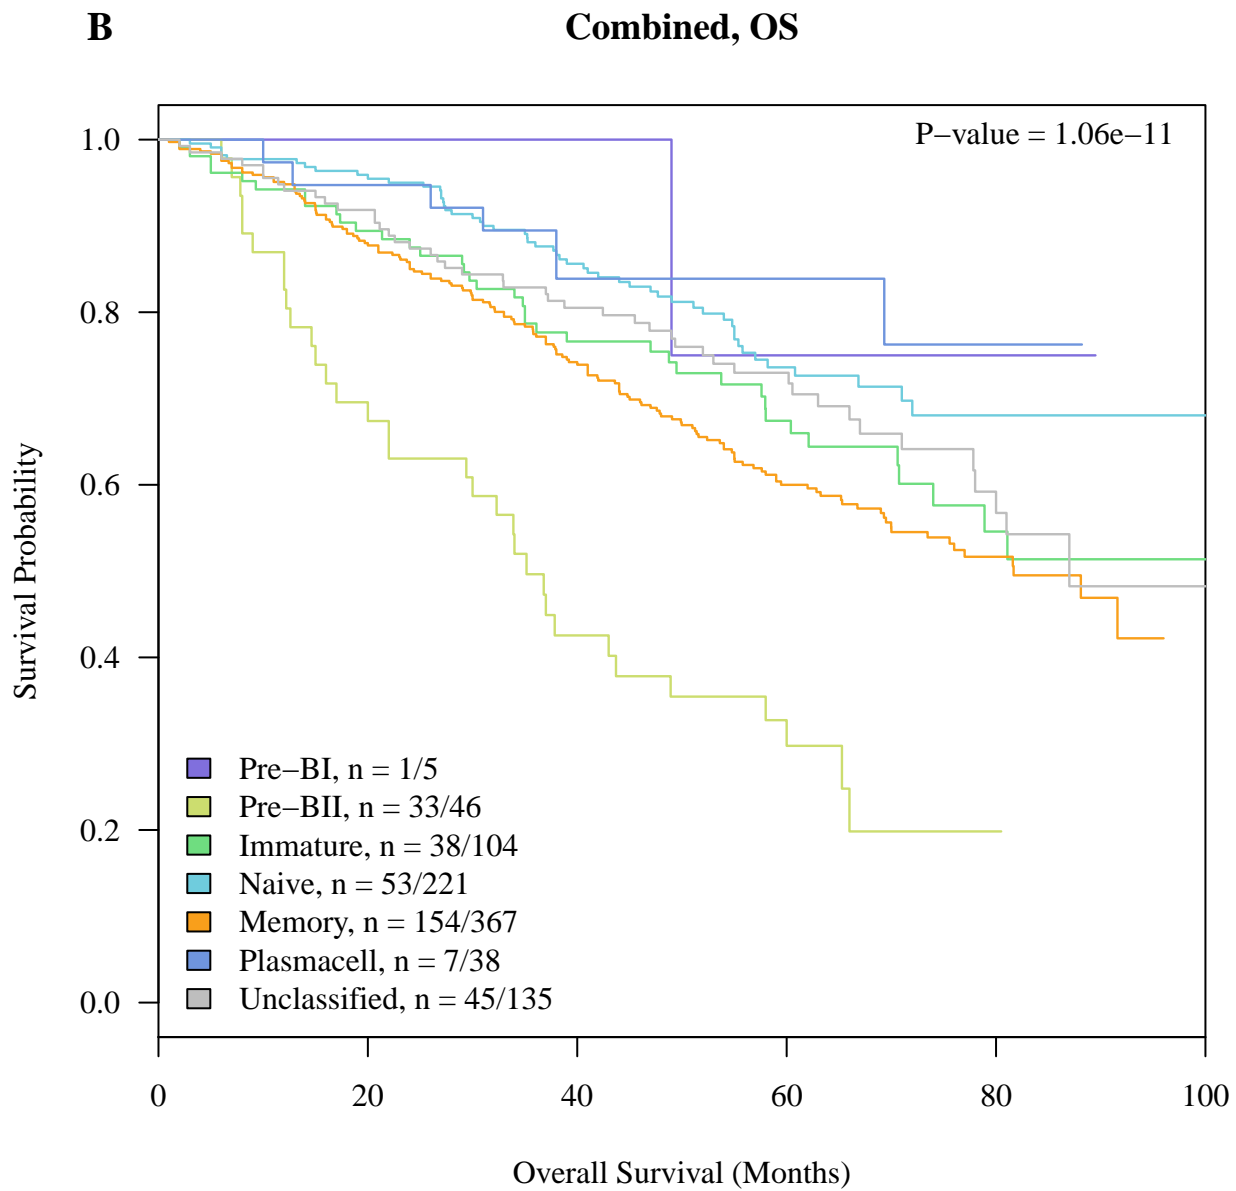 B
Combined, OS
P−value = 1.06e−11
1.0
0.8
0.6
0.4
0.2
0.0
Survival Probability
Pre−BI, n = 1/5
Pre−BII, n = 33/46
Immature, n = 38/104
Naive, n = 53/221
Memory, n = 154/367
Plasmacell, n = 7/38
Unclassified, n = 45/135
0 20 40 60 80 100
Overall Survival (Months)